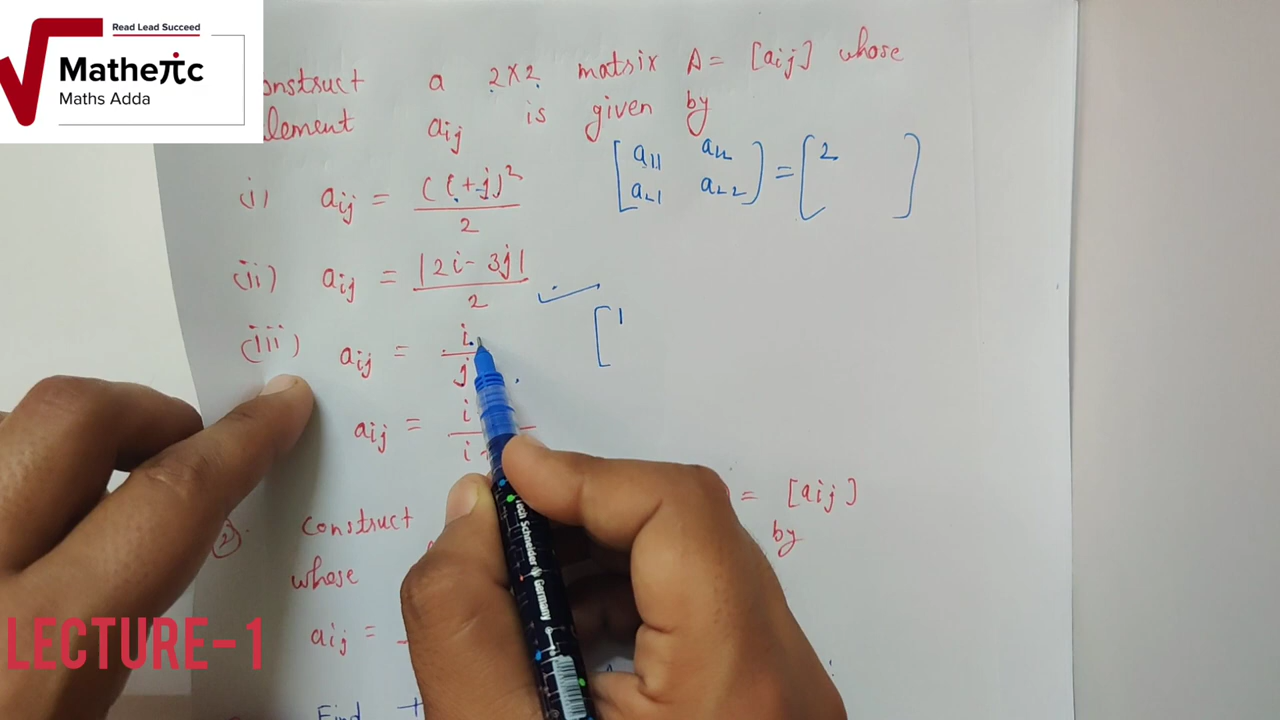 Read Lead Succeed
Matheπc
Maths Adda
onstruct a 2x2 matrix A = [aij] whose
lement aij is given by
[a11 a12
a21 a22] = [2 ]
(i) aij = (i+j)²/2
(ii) aij = |2i-3j|/2
(iii) aij = i/j
[1
aij =
= [aij]
2. construct by
whose
aij =
LECTURE-1
Find